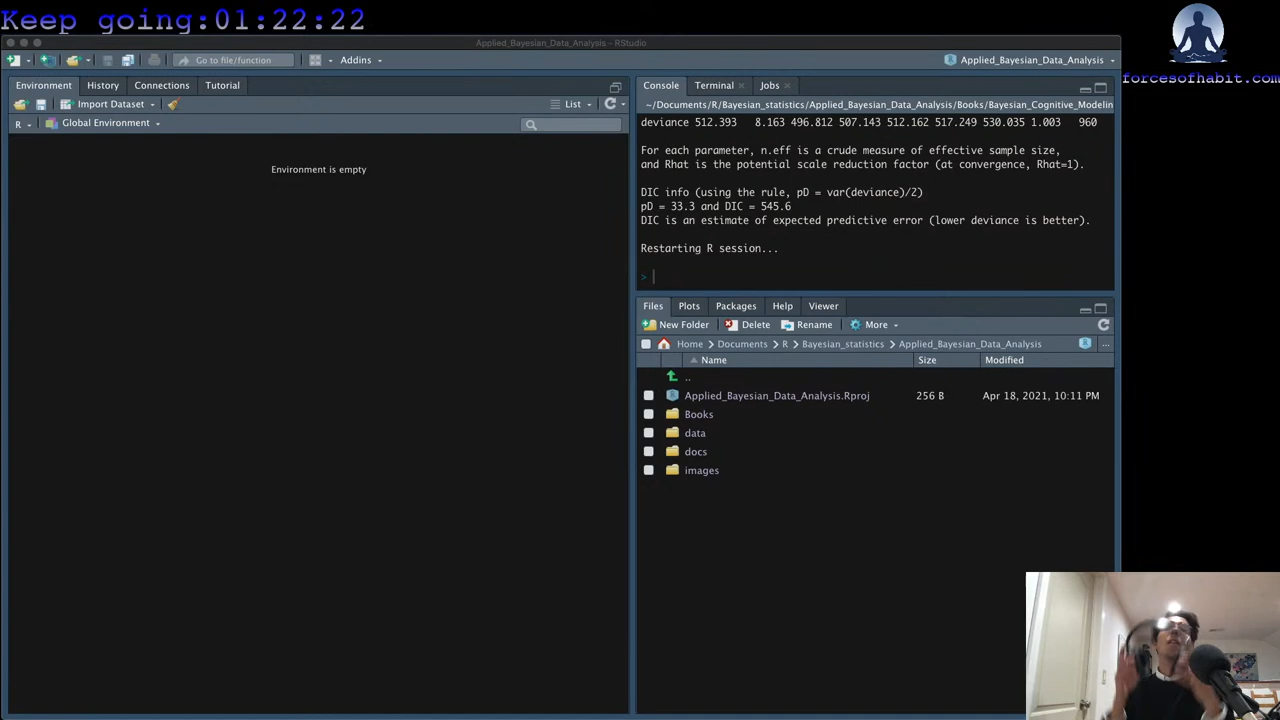 Keep going:01:22:22
forcesofhabit.com
Applied_Bayesian_Data_Analysis - RStudio
Go to file/function
Addins
Applied_Bayesian_Data_Analysis
Environment History Connections Tutorial
Import Dataset
List
R Global Environment
Environment is empty
Console Terminal Jobs
~/Documents/R/Bayesian_statistics/Applied_Bayesian_Data_Analysis/Books/Bayesian_Cognitive_Modelin
deviance 512.393 8.163 496.812 507.143 512.162 517.249 530.035 1.003 960
For each parameter, n.eff is a crude measure of effective sample size,
and Rhat is the potential scale reduction factor (at convergence, Rhat=1).
DIC info (using the rule, pD = var(deviance)/2)
pD = 33.3 and DIC = 545.6
DIC is an estimate of expected predictive error (lower deviance is better).
Restarting R session...
>
Files Plots Packages Help Viewer
New Folder Delete Rename More
Home > Documents > R > Bayesian_statistics > Applied_Bayesian_Data_Analysis ...
Name Size Modified
..
Applied_Bayesian_Data_Analysis.Rproj 256 B Apr 18, 2021, 10:11 PM
Books
data
docs
images